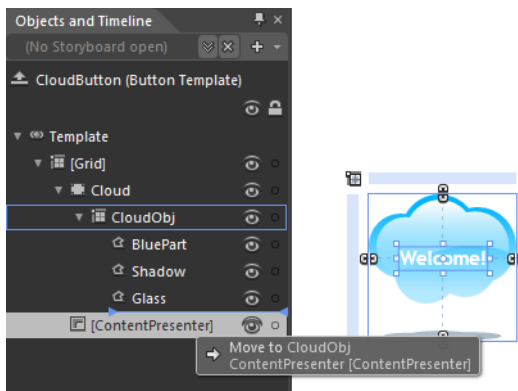 Objects and Timeline
(No Storyboard open)
CloudButton (Button Template)
Template
[Grid]
Cloud
CloudObj
BluePart
Shadow
Glass
[ContentPresenter]
Move to CloudObj
ContentPresenter [ContentPresenter]
Welcome!